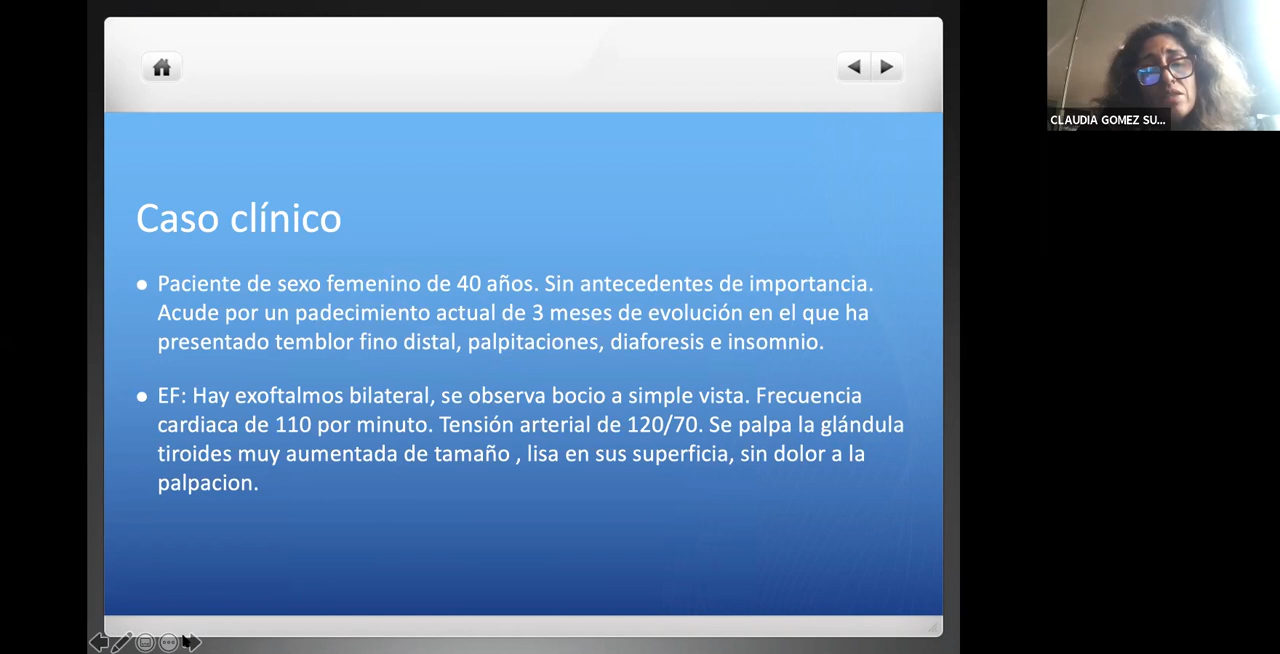 CLAUDIA GOMEZ SU...
Caso clínico
● Paciente de sexo femenino de 40 años. Sin antecedentes de importancia.
Acude por un padecimiento actual de 3 meses de evolución en el que ha
presentado temblor fino distal, palpitaciones, diaforesis e insomnio.
● EF: Hay exoftalmos bilateral, se observa bocio a simple vista. Frecuencia
cardiaca de 110 por minuto. Tensión arterial de 120/70. Se palpa la glándula
tiroides muy aumentada de tamaño , lisa en sus superficia, sin dolor a la
palpacion.